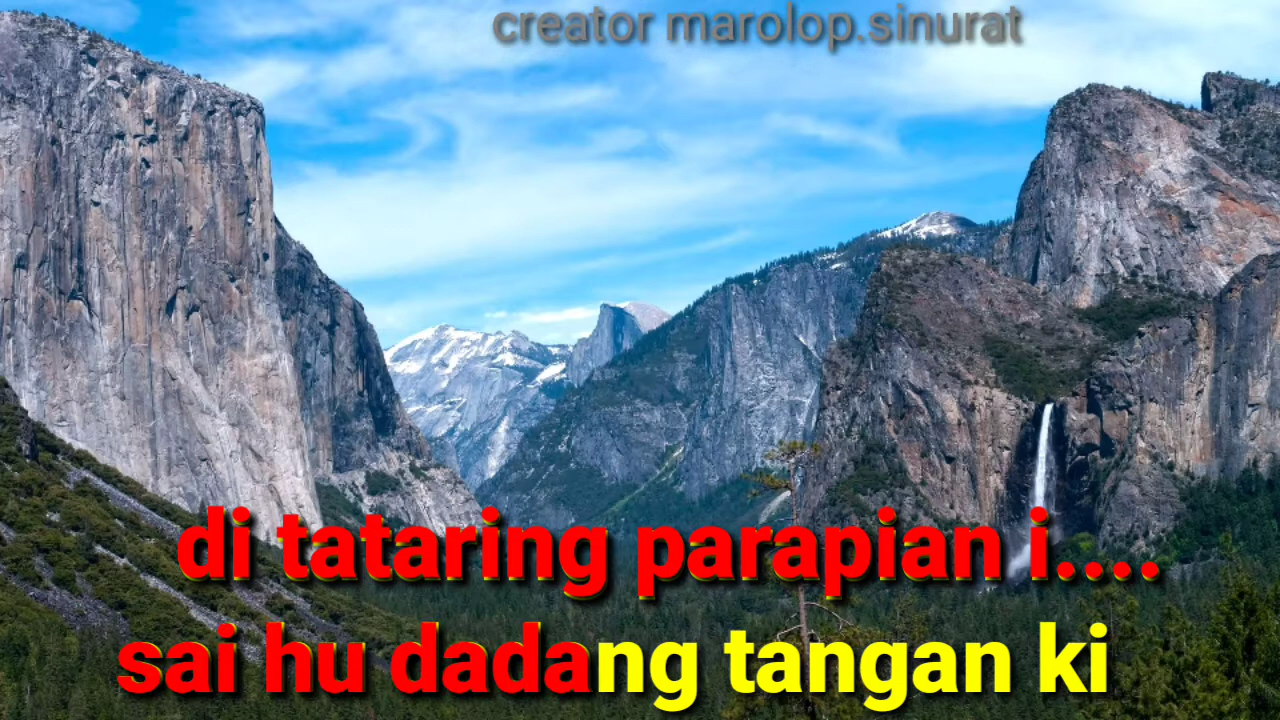 creator marolop.sinurat
di tataring parapian i....
sai hu dadang tangan ki